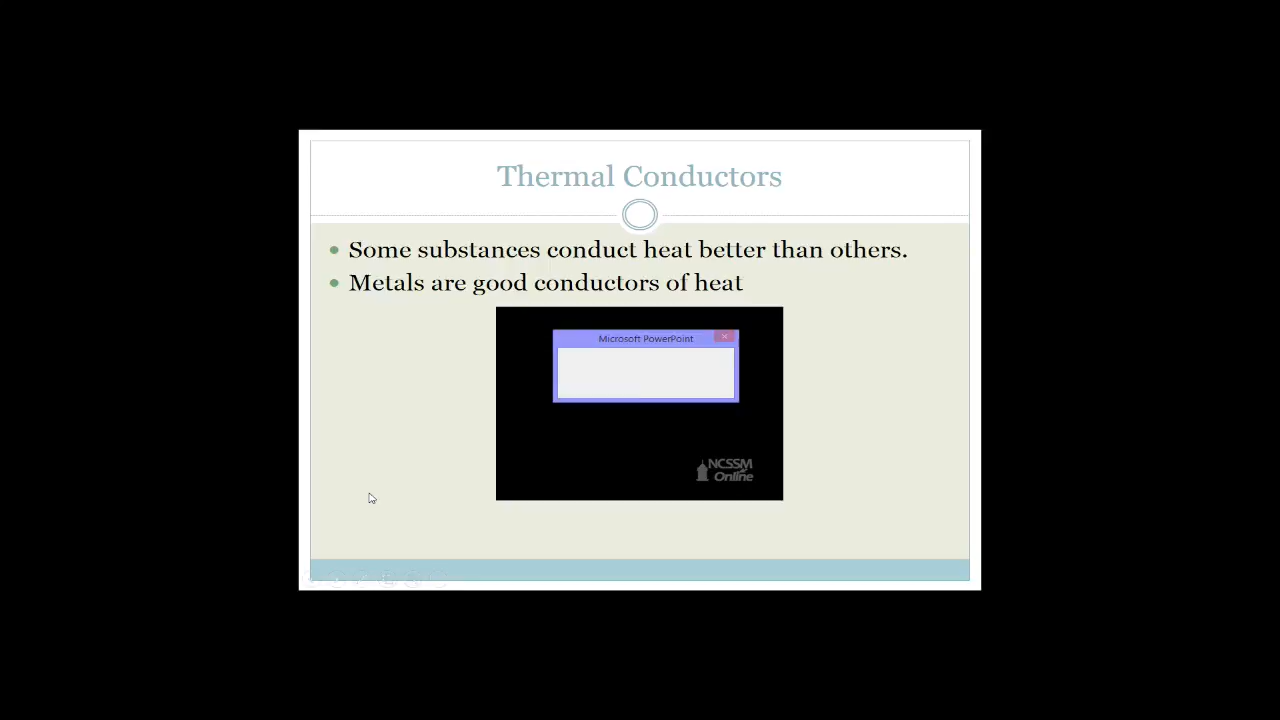 Thermal Conductors
Some substances conduct heat better than others.
Metals are good conductors of heat
Microsoft PowerPoint
NCSSM
Online